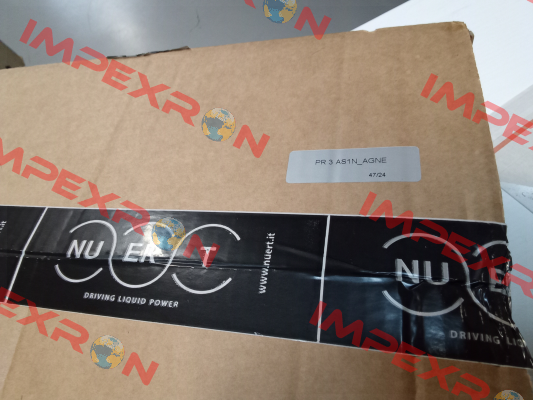 IMPEXRON
IMPEXRON
IMPEXRON
PR 3 AS1N_AGNE
47/24
IMPEXRON
NU ER T
DRIVING LIQUID POWER
www.nuert.it
NU ER
DRIVING LIQUID
IMPEXRON
IMPEXRON